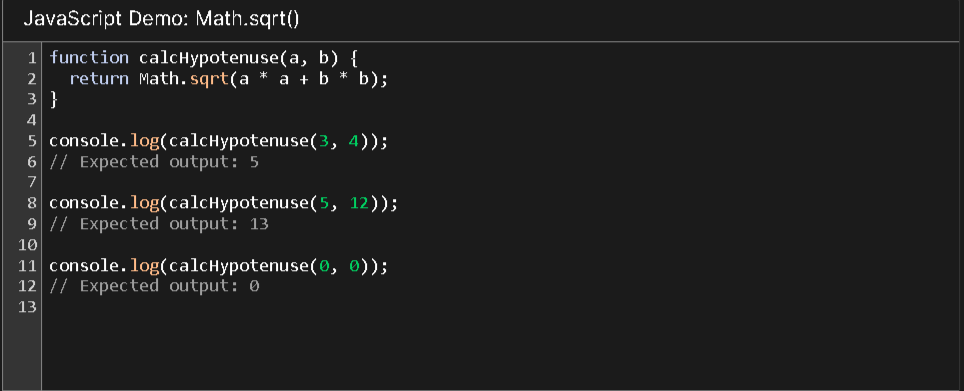 JavaScript Demo: Math.sqrt()
1 function calcHypotenuse(a, b) {
2   return Math.sqrt(a * a + b * b);
3 }
4
5 console.log(calcHypotenuse(3, 4));
6 // Expected output: 5
7
8 console.log(calcHypotenuse(5, 12));
9 // Expected output: 13
10
11 console.log(calcHypotenuse(0, 0));
12 // Expected output: 0
13